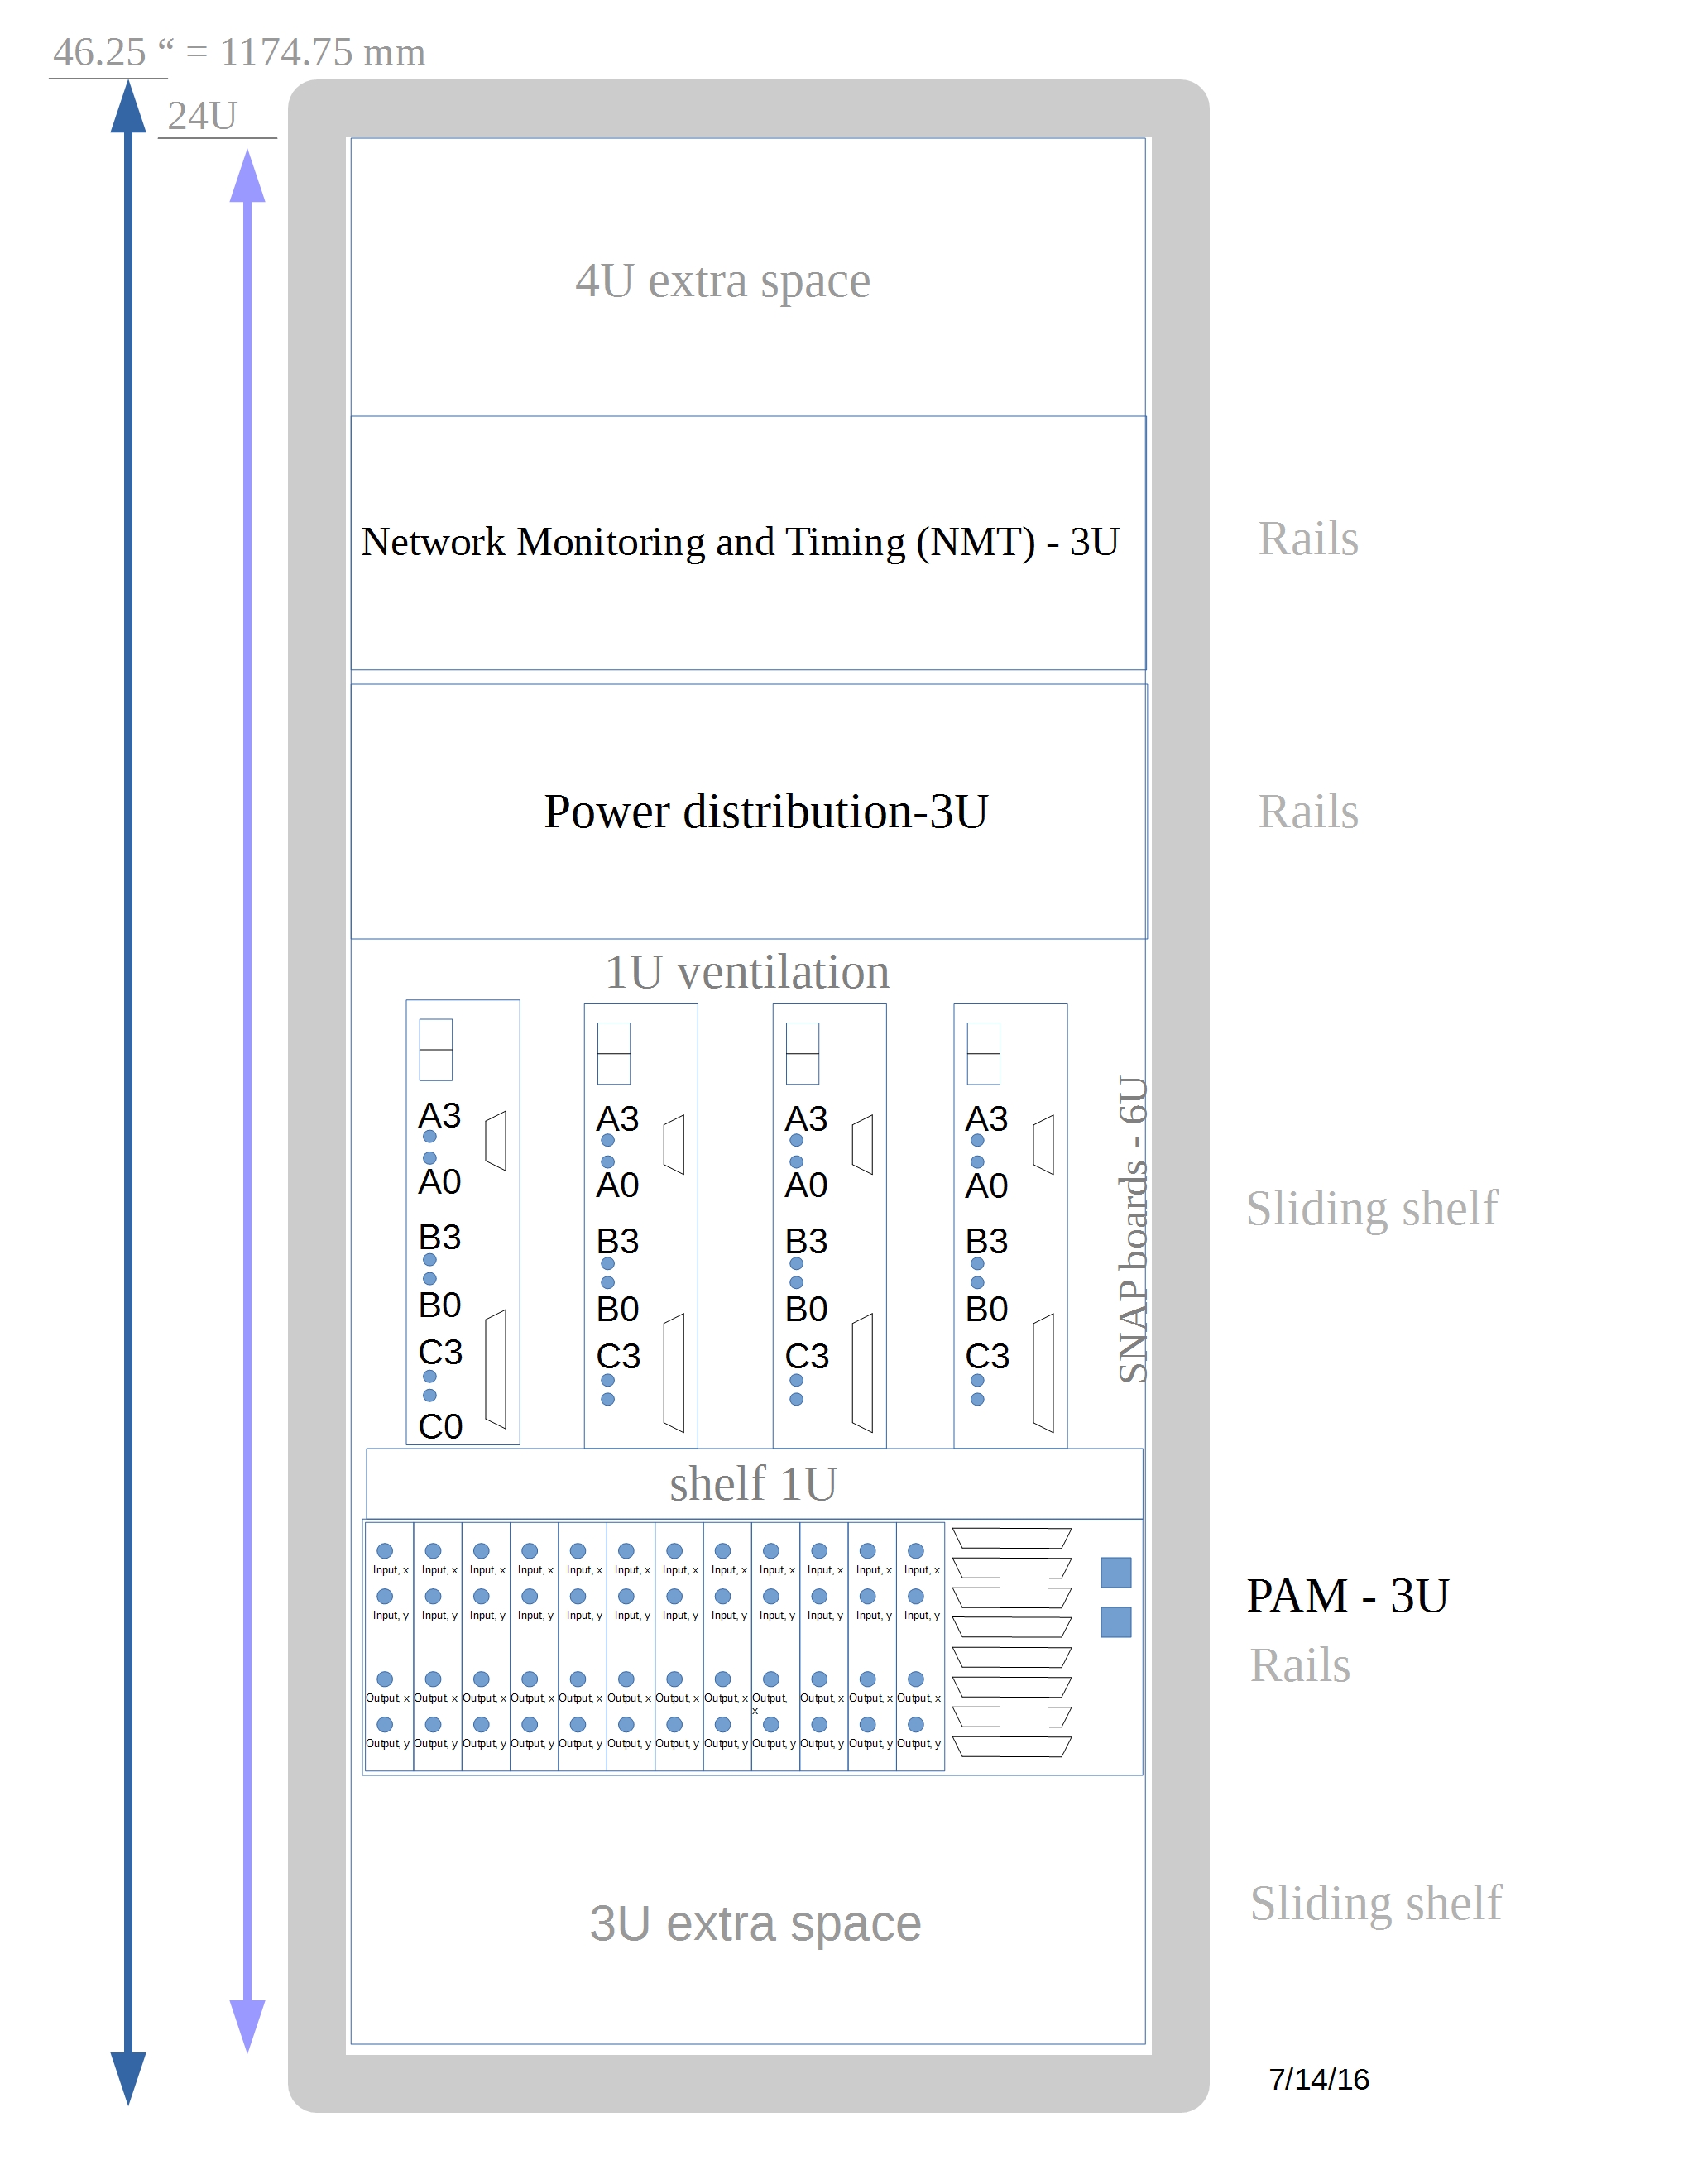 46.25 “ = 1174.75 mm
24U
4U extra space
Network Monitoring and Timing (NMT) - 3U
Rails
Power distribution-3U
Rails
1U ventilation
A3 A3 A3 A3
A0 A0 A0 A0
B3 B3 B3 B3
B0 B0 B0 B0
C3 C3 C3 C3
C0
SNAP boards - 6U
Sliding shelf
shelf 1U
Input, x Input, x Input, x Input, x Input, x Input, x Input, x Input, x Input, x Input, x Input, x Input, x
Input, y Input, y Input, y Input, y Input, y Input, y Input, y Input, y Input, y Input, y Input, y Input, y
Output, x Output, x Output, x Output, x Output, x Output, x Output, x Output, x Output, x Output, x Output, x Output, x
Output, y Output, y Output, y Output, y Output, y Output, y Output, y Output, y Output, y Output, y Output, y Output, y
PAM - 3U
Rails
3U extra space
Sliding shelf
7/14/16